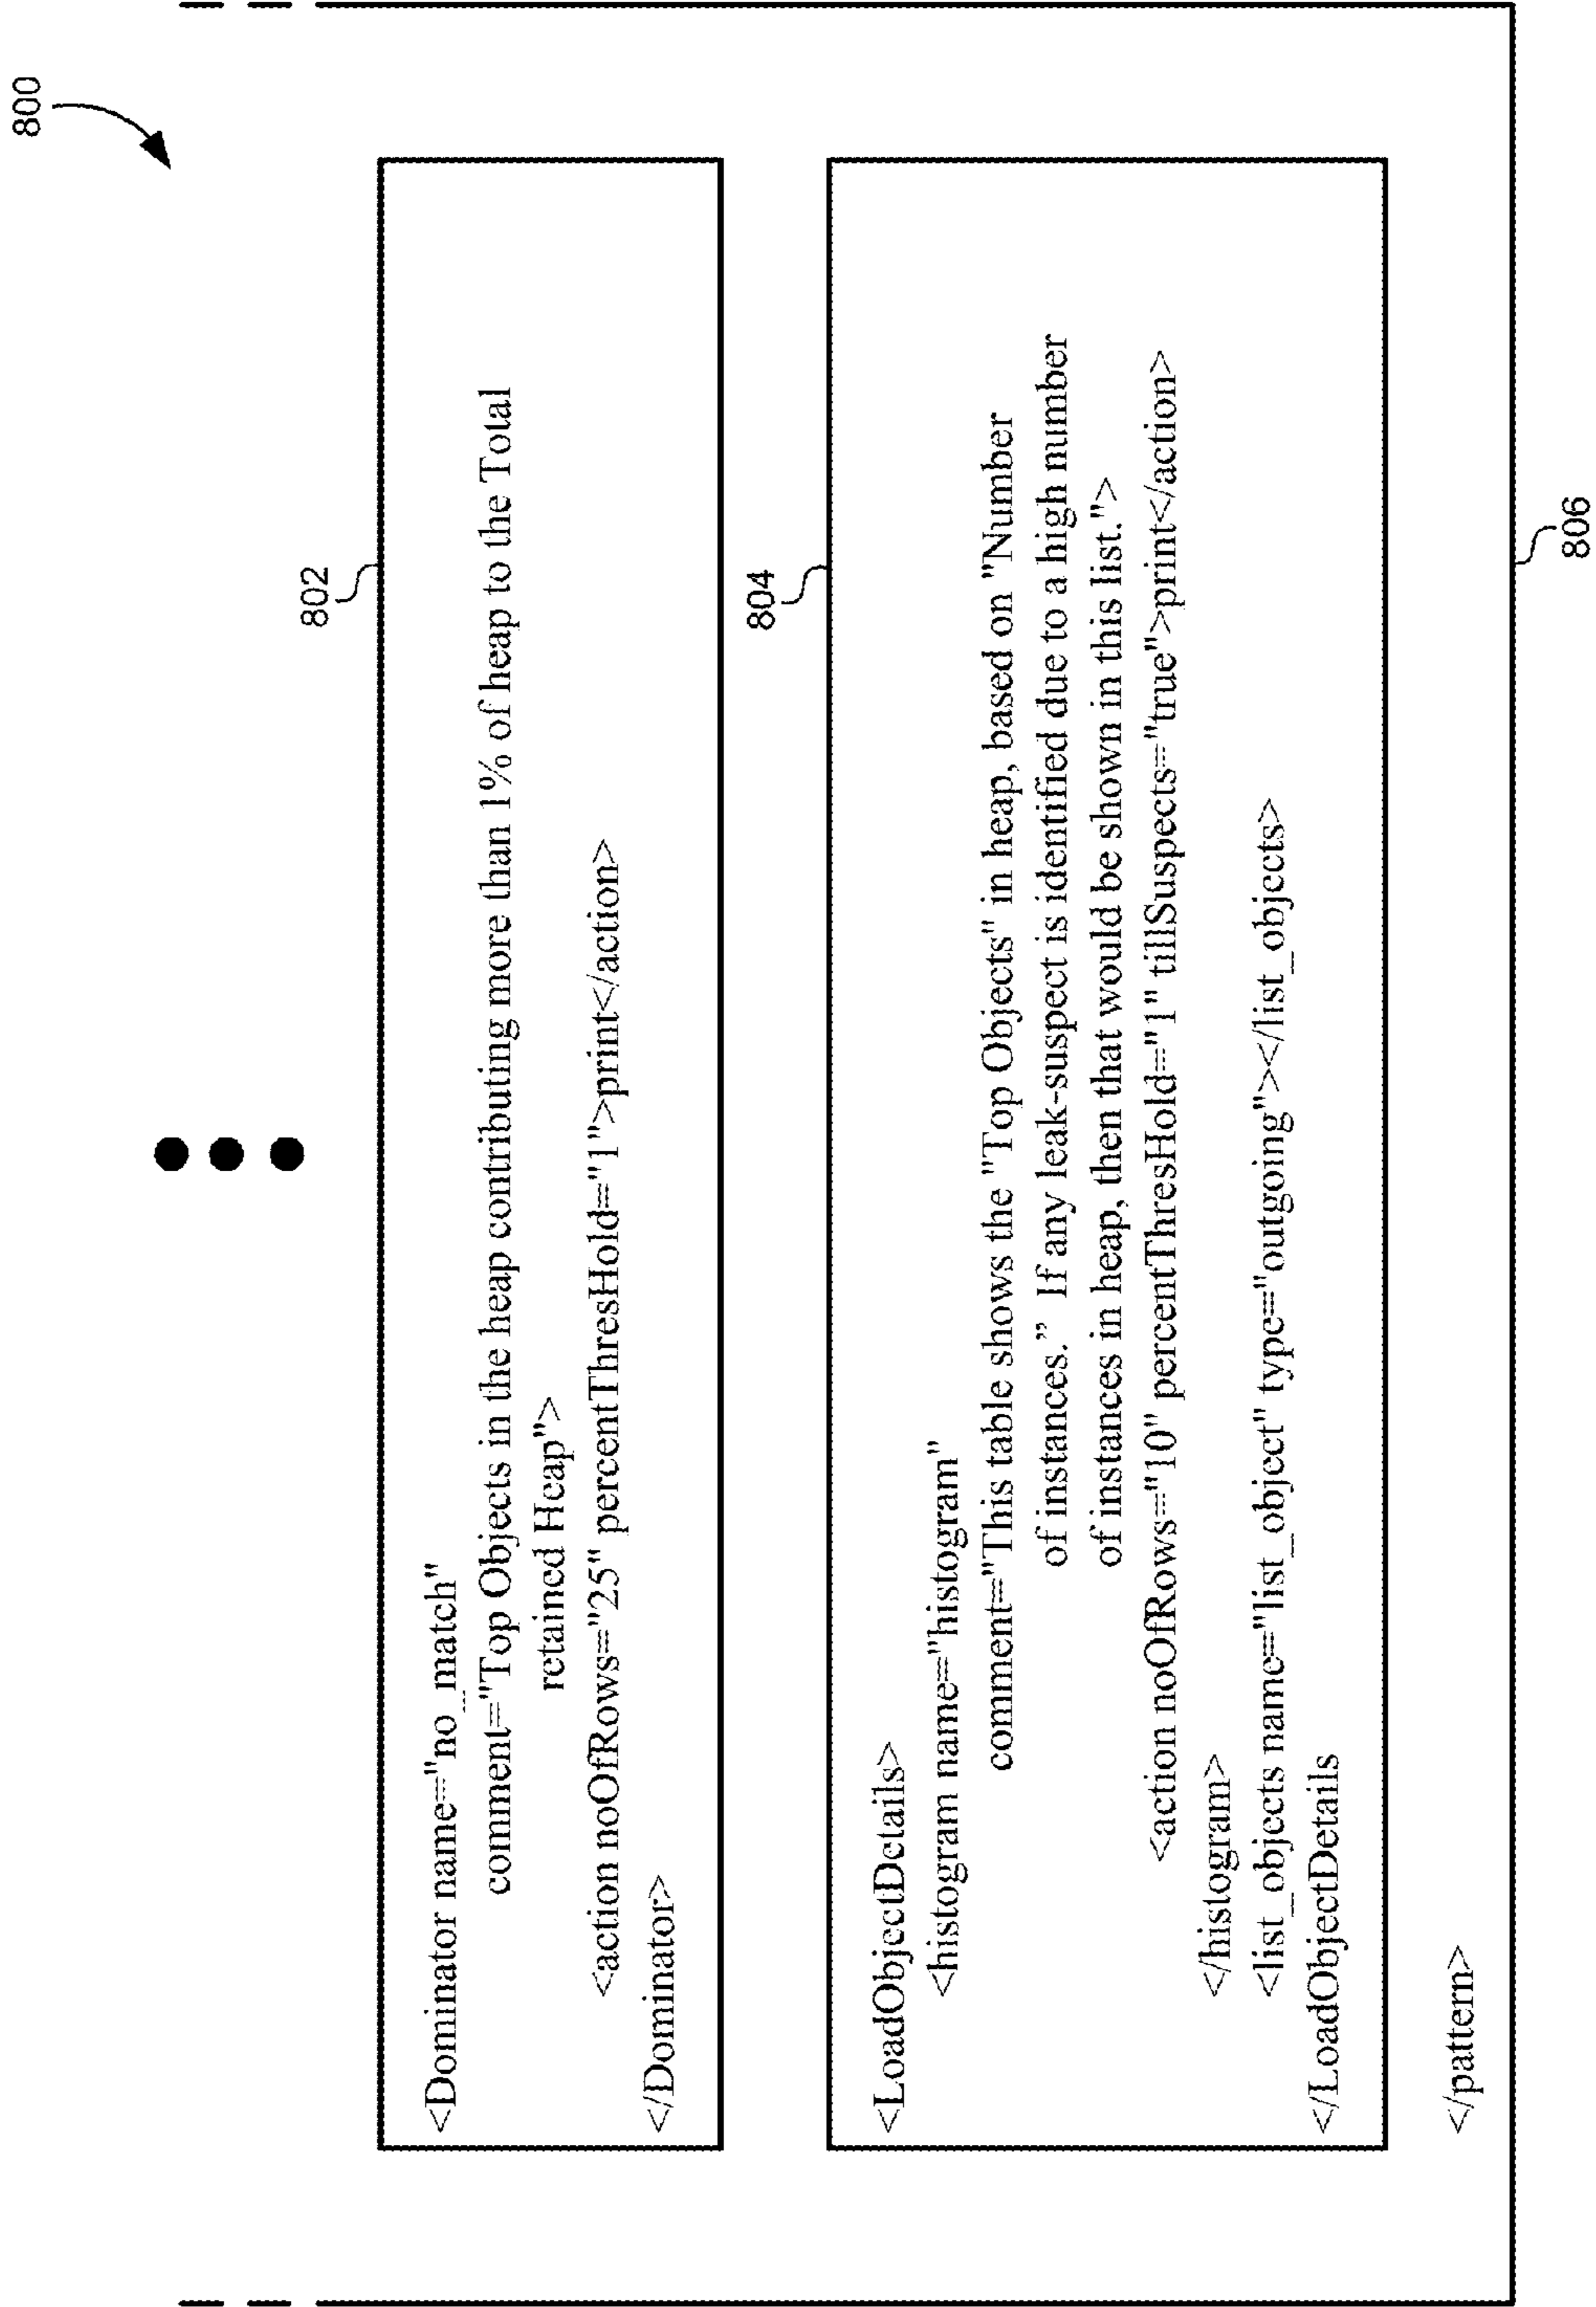 800
802
<Dominator name="no_match"
comment="Top Objects in the heap contributing more than 1% of heap to the Total
retained Heap">
<action noOfRows="25" percentThresHold="1">print</action>
</Dominator>
804
<LoadObjectDetails>
<histogram name="histogram"
comment="This table shows the "Top Objects" in heap, based on "Number
of instances.” If any leak-suspect is identified due to a high number
of instances in heap, then that would be shown in this list.">
<action noOfRows="10" percentThresHold="1" tillSuspects="true">print</action>
</histogram>
<list_objects name="list_object" type="outgoing"></list_objects>
</LoadObjectDetails
</pattern>
806